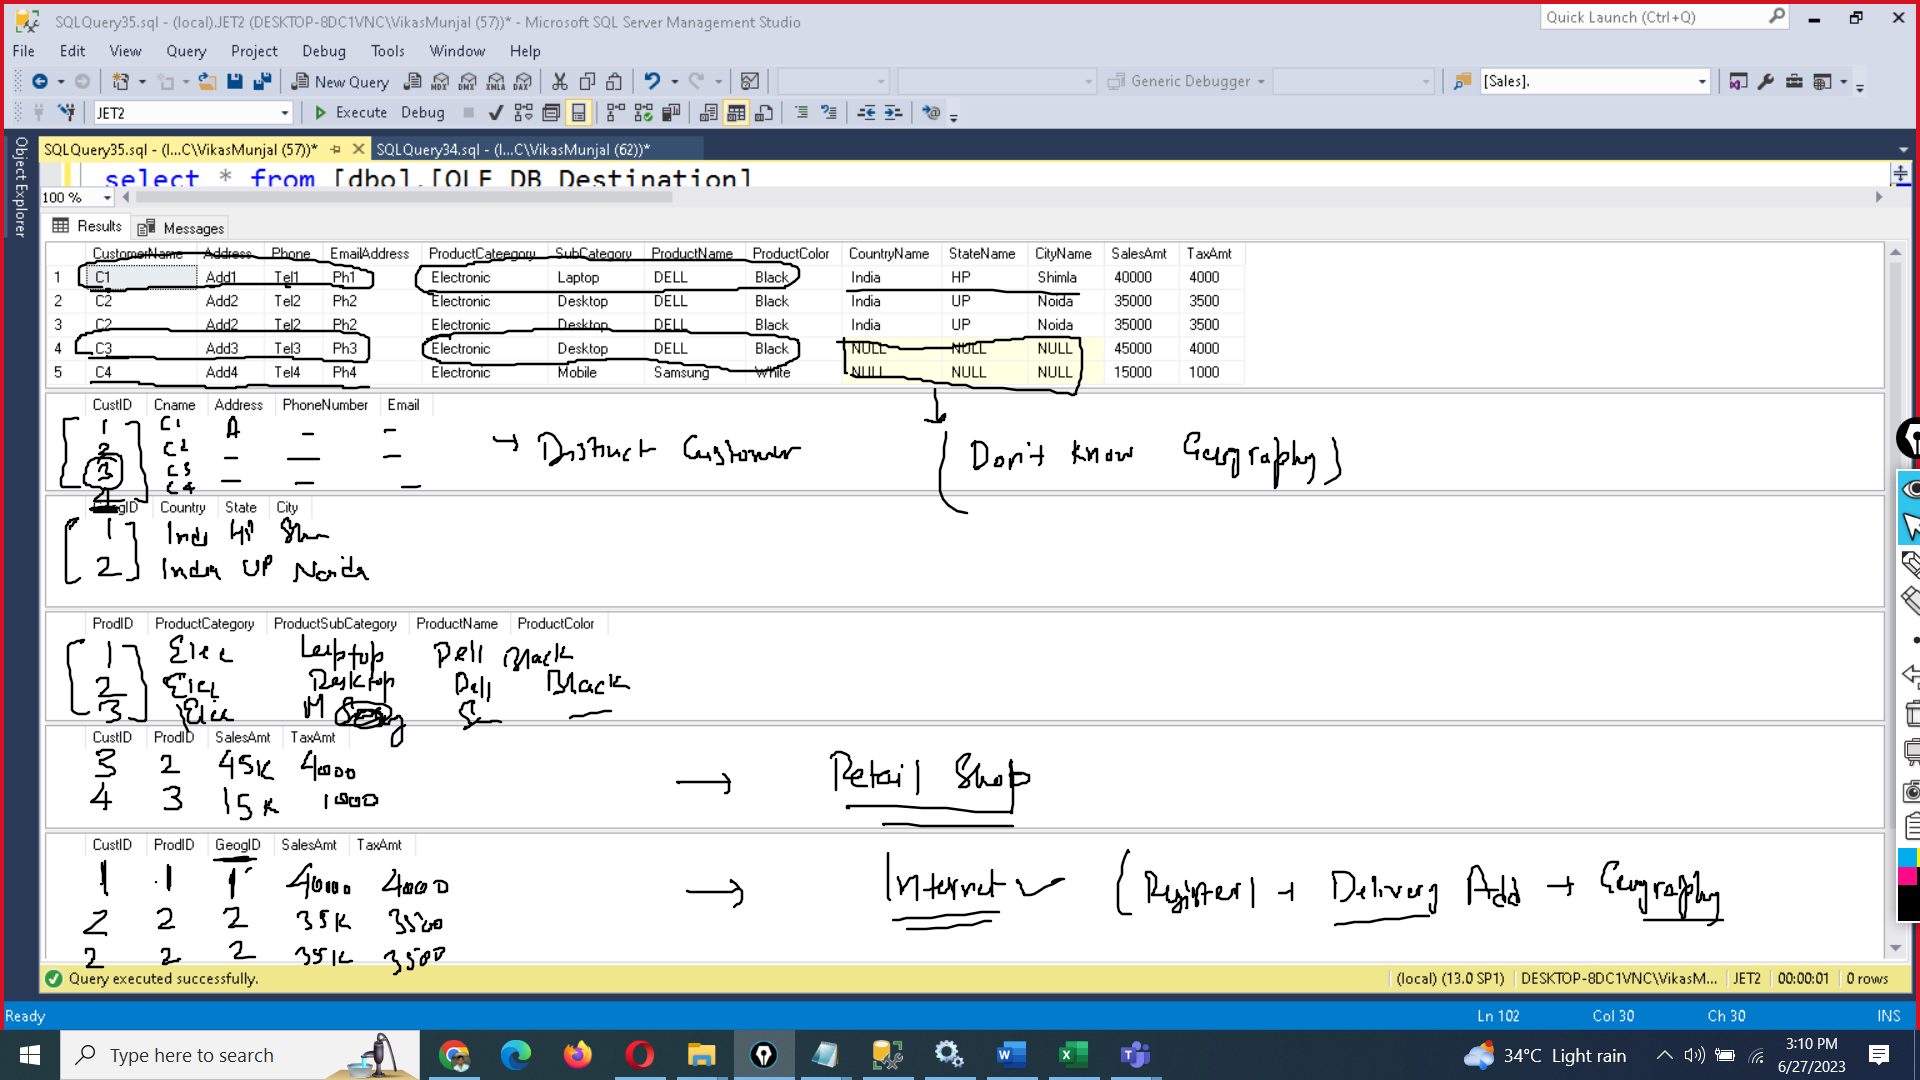 SQLQuery35.sql - (local).JET2 (DESKTOP-8DC1VNC\VikasMunjal (57))* - Microsoft SQL Server Management Studio
Quick Launch (Ctrl+Q)
File Edit View Query Project Debug Tools Window Help
New Query MDX DMX XMLA DAX Generic Debugger [Sales].
JET2 Execute Debug
Object Explorer
SQLQuery35.sql - (l...C\VikasMunjal (57))* SQLQuery34.sql - (l...C\VikasMunjal (62))*
select * from [dbo].[OLE DB Destination]
100 %
Results Messages
CustomerName Address Phone EmailAddress ProductCateegory SubCategory ProductName ProductColor CountryName StateName CityName SalesAmt TaxAmt
1 C1 Add1 Tel1 Ph1 Electronic Laptop DELL Black India HP Shimla 40000 4000
2 C2 Add2 Tel2 Ph2 Electronic Desktop DELL Black India UP Noida 35000 3500
3 C2 Add2 Tel2 Ph2 Electronic Desktop DELL Black India UP Noida 35000 3500
4 C3 Add3 Tel3 Ph3 Electronic Desktop DELL Black NULL NULL NULL 45000 4000
5 C4 Add4 Tel4 Ph4 Electronic Mobile Samsung White NULL NULL NULL 15000 1000
CustID Cname Address PhoneNumber Email
1 C1 A – –
2 C2 – — –
3 C3
4 C4 – – –
→ Distinct Customer
(Don't know Geography)
GeogID Country State City
1 HP
2 UP Noida
ProdID ProductCategory ProductSubCategory ProductName ProductColor
1 Elec Laptop Dell Black
2 Elec Desktop Dell Black
3 Elec M
CustID ProdID SalesAmt TaxAmt
3 2 45K 4000
4 3 15K 1000
→ Retail Shop
CustID ProdID GeogID SalesAmt TaxAmt
1 1 1 40000 4000
2 2 2 35K 3500
2 2 2 35K 3500
→ Internet ✓ (Register) + Delivery Add → Geography
Query executed successfully. (local) (13.0 SP1) DESKTOP-8DC1VNC\VikasM... JET2 00:00:01 0 rows
Ready Ln 102 Col 30 Ch 30 INS
Type here to search 34°C Light rain 3:10 PM
6/27/2023